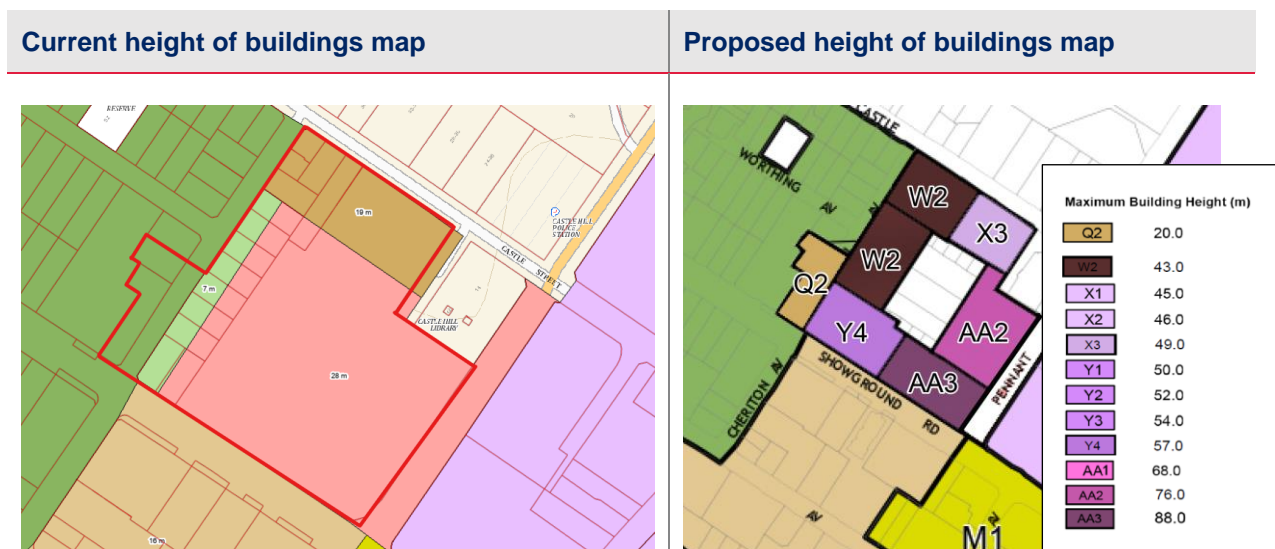 Current height of buildings map
Proposed height of buildings map
RESERVE
19 m
CASTLE HILL
POLICE
STATION
CASTLE STREET
7 m
CASTLE HILL
LIBRARY
28 m
16 m
CASTLE
WORTHING
AV
W2
X3
W2
Q2
Y4
AA2
SHOWGROUND
RD
AA3
PENNANT
CHERITON AV
AV
M1
Maximum Building Height (m)
Q2 20.0
W2 43.0
X1 45.0
X2 46.0
X3 49.0
Y1 50.0
Y2 52.0
Y3 54.0
Y4 57.0
AA1 68.0
AA2 76.0
AA3 88.0